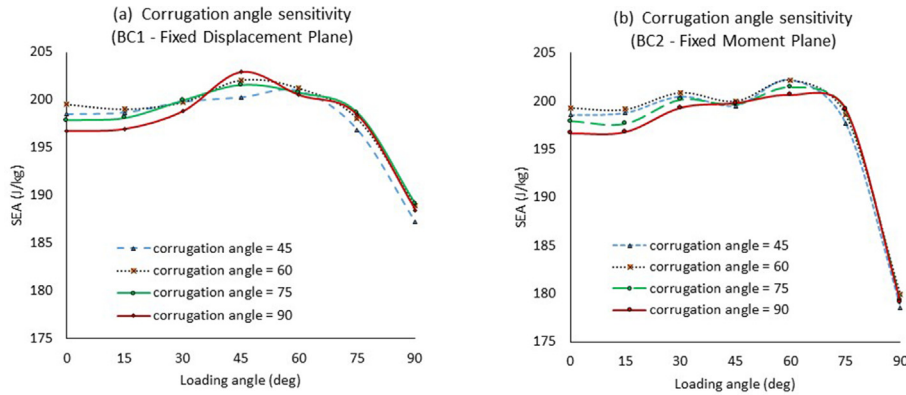 (a) Corrugation angle sensitivity
(BC1 - Fixed Displacement Plane)
205
200
195
190
185
180
175
SEA (J/kg)
corrugation angle = 45
corrugation angle = 60
corrugation angle = 75
corrugation angle = 90
0 15 30 45 60 75 90
Loading angle (deg)
(b) Corrugation angle sensitivity
(BC2 - Fixed Moment Plane)
205
200
195
190
185
180
175
SEA (J/kg)
corrugation angle = 45
corrugation angle = 60
corrugation angle = 75
corrugation angle = 90
0 15 30 45 60 75 90
Loading angle (deg)